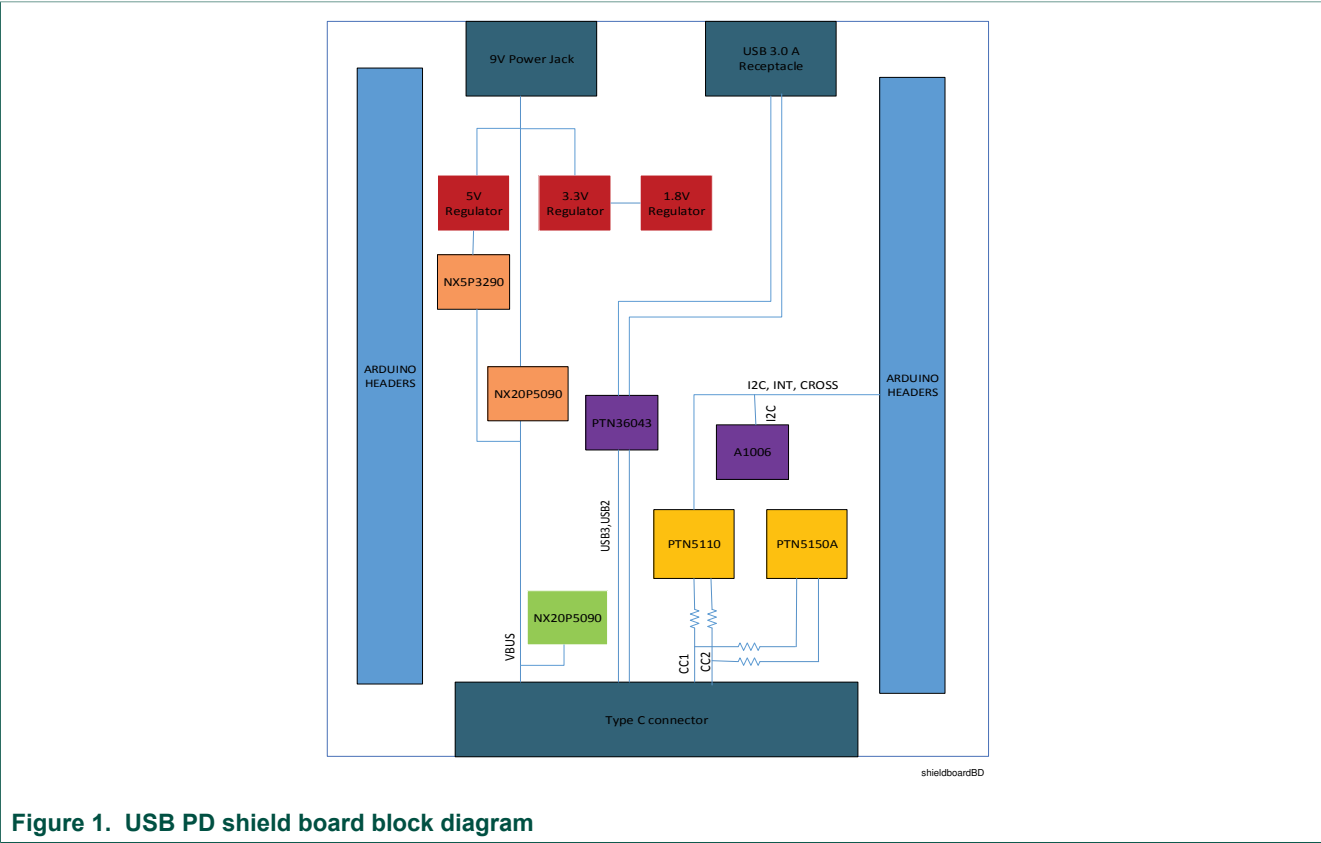 9V Power Jack
USB 3.0 A
Receptacle
5V
Regulator
3.3V
Regulator
1.8V
Regulator
NX5P3290
ARDUINO
HEADERS
NX20P5090
PTN36043
I2C, INT, CROSS
I2C
A1006
ARDUINO
HEADERS
USB3,USB2
PTN5110
PTN5150A
NX20P5090
VBUS
CC1
CC2
Type C connector
shieldboardBD
Figure 1. USB PD shield board block diagram